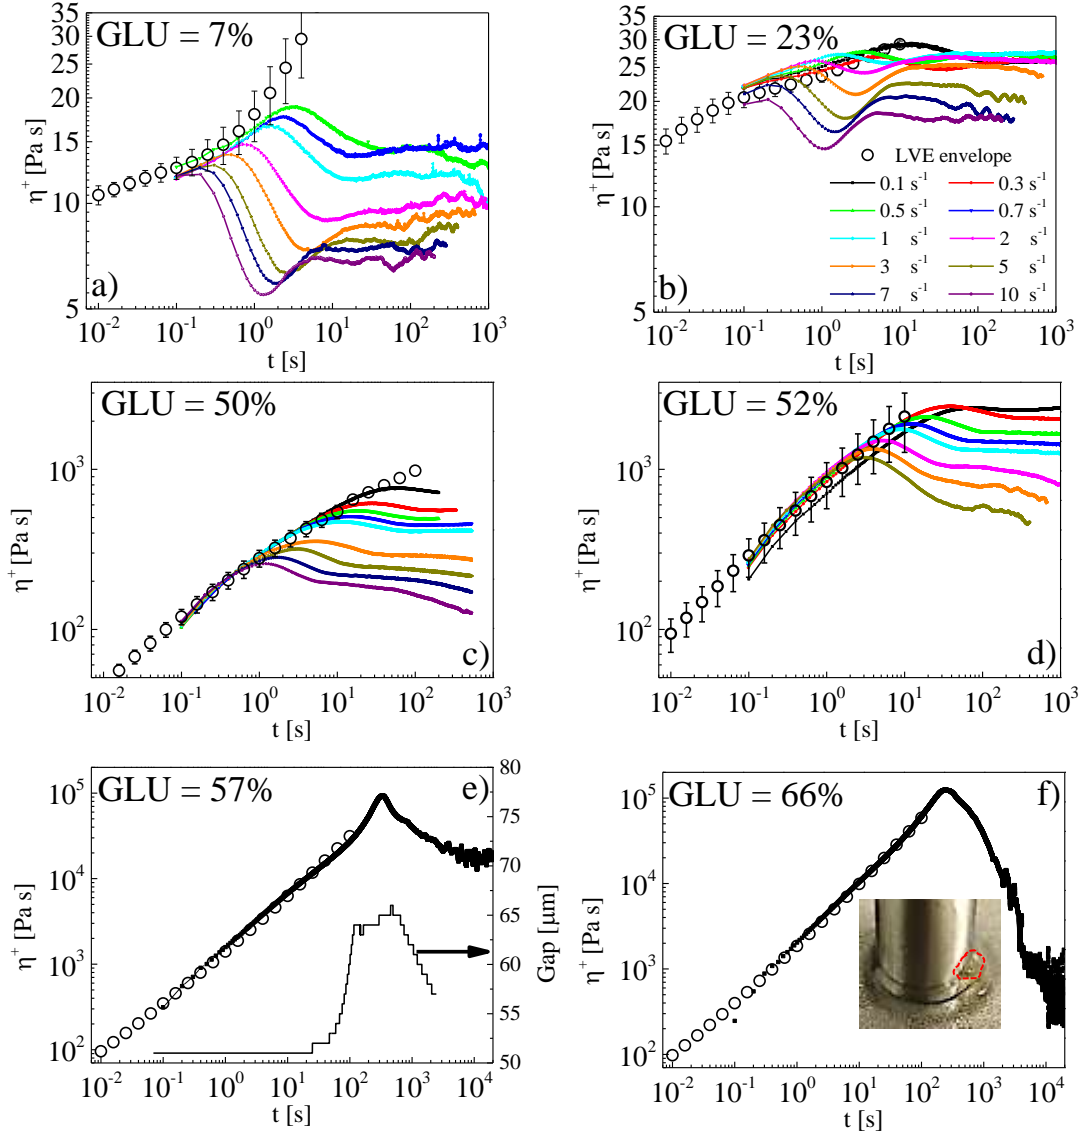 GLU = 7%
a)
η⁺ [Pa s]
35
30
25
20
15
10
5
10⁻² 10⁻¹ 10⁰ 10¹ 10² 10³
t [s]
GLU = 23%
b)
η⁺ [Pa s]
35
30
25
20
15
10
5
LVE envelope
0.1 s⁻¹ 0.3 s⁻¹
0.5 s⁻¹ 0.7 s⁻¹
1 s⁻¹ 2 s⁻¹
3 s⁻¹ 5 s⁻¹
7 s⁻¹ 10 s⁻¹
10⁻² 10⁻¹ 10⁰ 10¹ 10² 10³
t [s]
GLU = 50%
c)
η⁺ [Pa s]
10³
10²
10⁻² 10⁻¹ 10⁰ 10¹ 10² 10³
t [s]
GLU = 52%
d)
η⁺ [Pa s]
10³
10²
10⁻² 10⁻¹ 10⁰ 10¹ 10² 10³
t [s]
GLU = 57%
e)
η⁺ [Pa s]
10⁵
10⁴
10³
10²
80
75
70
65
60
55
50
Gap [μm]
10⁻² 10⁻¹ 10⁰ 10¹ 10² 10³ 10⁴
t [s]
GLU = 66%
f)
η⁺ [Pa s]
10⁵
10⁴
10³
10²
10⁻² 10⁻¹ 10⁰ 10¹ 10² 10³ 10⁴
t [s]